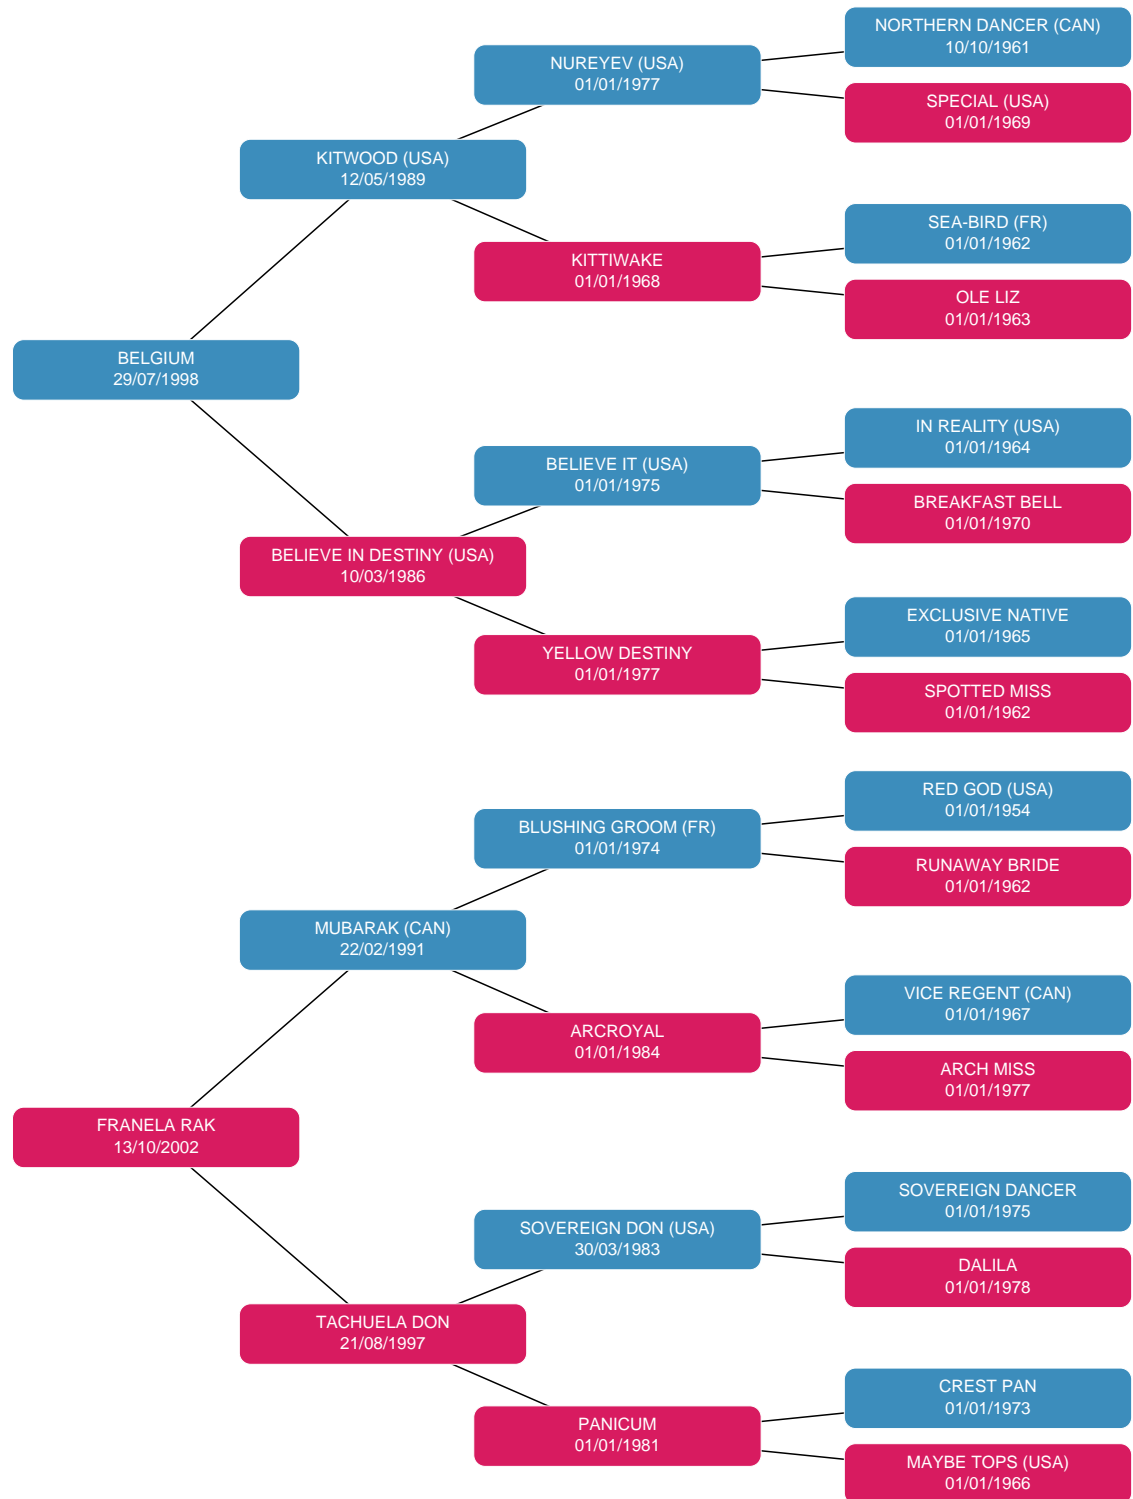 NORTHERN DANCER (CAN)
10/10/1961
NUREYEV (USA)
01/01/1977
SPECIAL (USA)
01/01/1969
KITWOOD (USA)
12/05/1989
SEA-BIRD (FR)
01/01/1962
KITTIWAKE
01/01/1968
OLE LIZ
01/01/1963
BELGIUM
29/07/1998
IN REALITY (USA)
01/01/1964
BELIEVE IT (USA)
01/01/1975
BREAKFAST BELL
01/01/1970
BELIEVE IN DESTINY (USA)
10/03/1986
EXCLUSIVE NATIVE
01/01/1965
YELLOW DESTINY
01/01/1977
SPOTTED MISS
01/01/1962
RED GOD (USA)
01/01/1954
BLUSHING GROOM (FR)
01/01/1974
RUNAWAY BRIDE
01/01/1962
MUBARAK (CAN)
22/02/1991
VICE REGENT (CAN)
01/01/1967
ARCROYAL
01/01/1984
ARCH MISS
01/01/1977
FRANELA RAK
13/10/2002
SOVEREIGN DANCER
01/01/1975
SOVEREIGN DON (USA)
30/03/1983
DALILA
01/01/1978
TACHUELA DON
21/08/1997
CREST PAN
01/01/1973
PANICUM
01/01/1981
MAYBE TOPS (USA)
01/01/1966